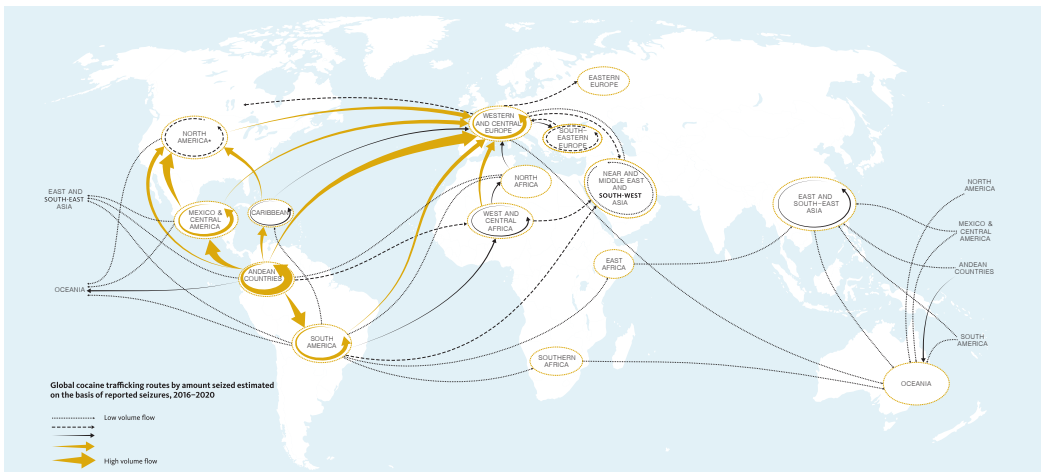 EASTERN
EUROPE
WESTERN
AND CENTRAL
EUROPE
NORTH
AMERICA
SOUTH-
EASTERN
EUROPE
NORTH
AFRICA
NEAR AND
MIDDLE EAST
AND
SOUTH-WEST
ASIA
EAST AND
SOUTH-EAST
ASIA
MEXICO &
CENTRAL
AMERICA
CARIBBEAN
WEST AND
CENTRAL
AFRICA
EAST AND
SOUTH-EAST
ASIA
NORTH
AMERICA
MEXICO &
CENTRAL
AMERICA
ANDEAN
COUNTRIES
EAST
AFRICA
ANDEAN
COUNTRIES
OCEANIA
SOUTH
AMERICA
SOUTH
AMERICA
SOUTHERN
AFRICA
OCEANIA
Global cocaine trafficking routes by amount seized estimated
on the basis of reported seizures, 2016–2020
Low volume flow
High volume flow